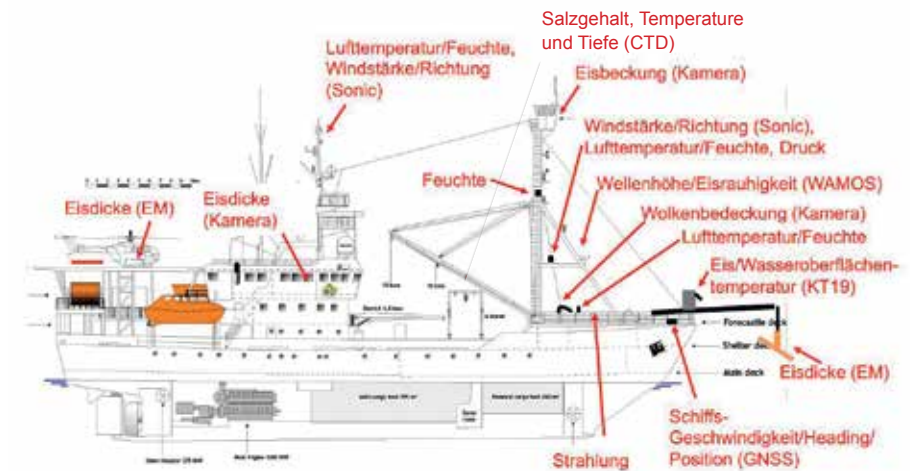 Salzgehalt, Temperature
und Tiefe (CTD)
Lufttemperatur/Feuchte,
Windstärke/Richtung
(Sonic)
Eisbeckung (Kamera)
Windstärke/Richtung (Sonic),
Lufttemperatur/Feuchte, Druck
Feuchte
Wellenhöhe/Eisrauhigkeit (WAMOS)
Eisdicke (EM)
Eisdicke
(Kamera)
Wolkenbedeckung (Kamera)
Lufttemperatur/Feuchte
Eis/Wasseroberflächen-
temperatur (KT19)
Forecastle deck
Shelter deck
Main deck
Eisdicke (EM)
Schiffs-
Geschwindigkeit/Heading/
Position (GNSS)
Strahlung